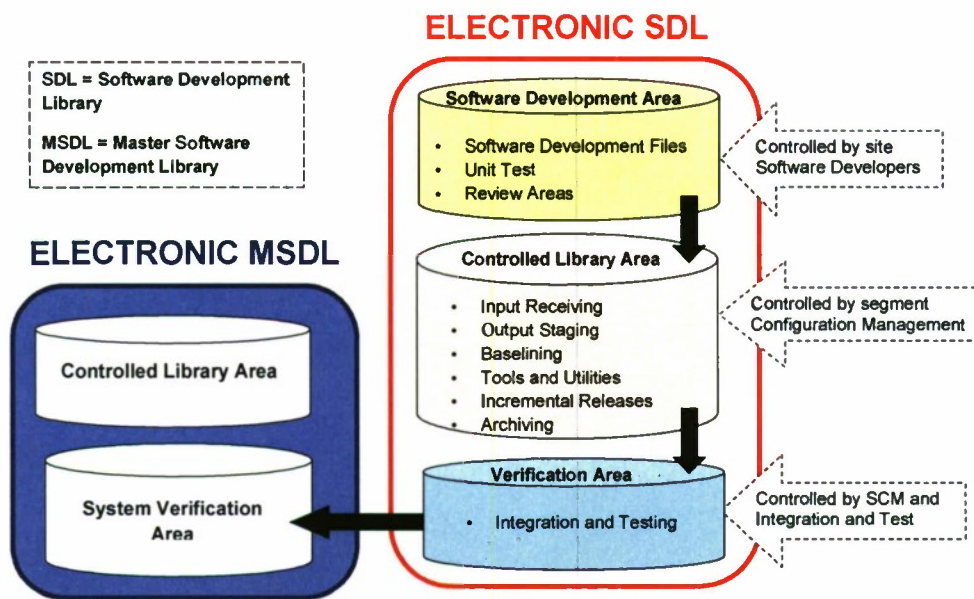 ELECTRONIC SDL
SDL = Software Development
Library
MSDL = Master Software
Development Library
Software Development Area
• Software Development Files
• Unit Test
• Review Areas
Controlled by site
Software Developers
ELECTRONIC MSDL
Controlled Library Area
• Input Receiving
• Output Staging
• Baselining
• Tools and Utilities
• Incremental Releases
• Archiving
Controlled by segment
Configuration Management
Controlled Library Area
System Verification
Area
Verification Area
• Integration and Testing
Controlled by SCM and
Integration and Test